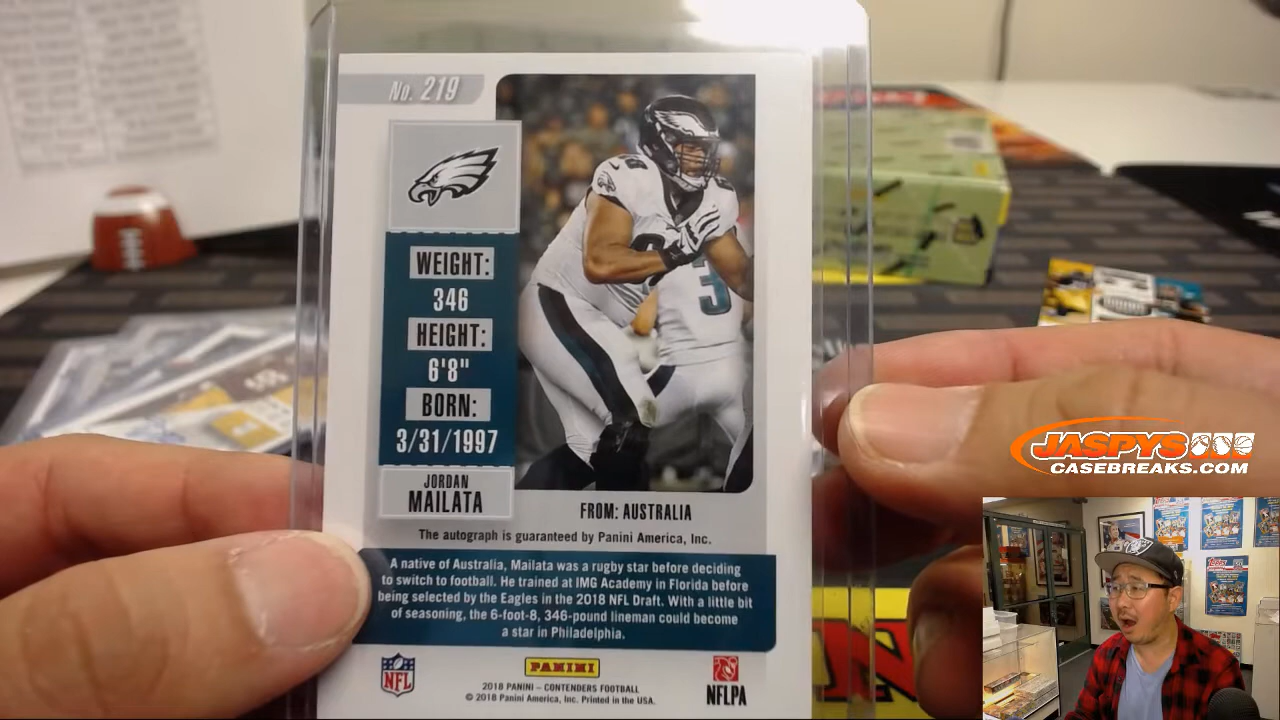 No. 219
WEIGHT:
346
HEIGHT:
6'8"
BORN:
3/31/1997
JORDAN
MAILATA
FROM: AUSTRALIA
The autograph is guaranteed by Panini America, Inc.
A native of Australia, Mailata was a rugby star before deciding
to switch to football. He trained at IMG Academy in Florida before
being selected by the Eagles in the 2018 NFL Draft. With a little bit
of seasoning, the 6-foot-8, 346-pound lineman could become
a star in Philadelphia.
NFL
PANINI
NFLPA
2018 PANINI – CONTENDERS FOOTBALL
© 2018 Panini America, Inc. Printed in the USA.
3
JASPYS
CASEBREAKS.COM